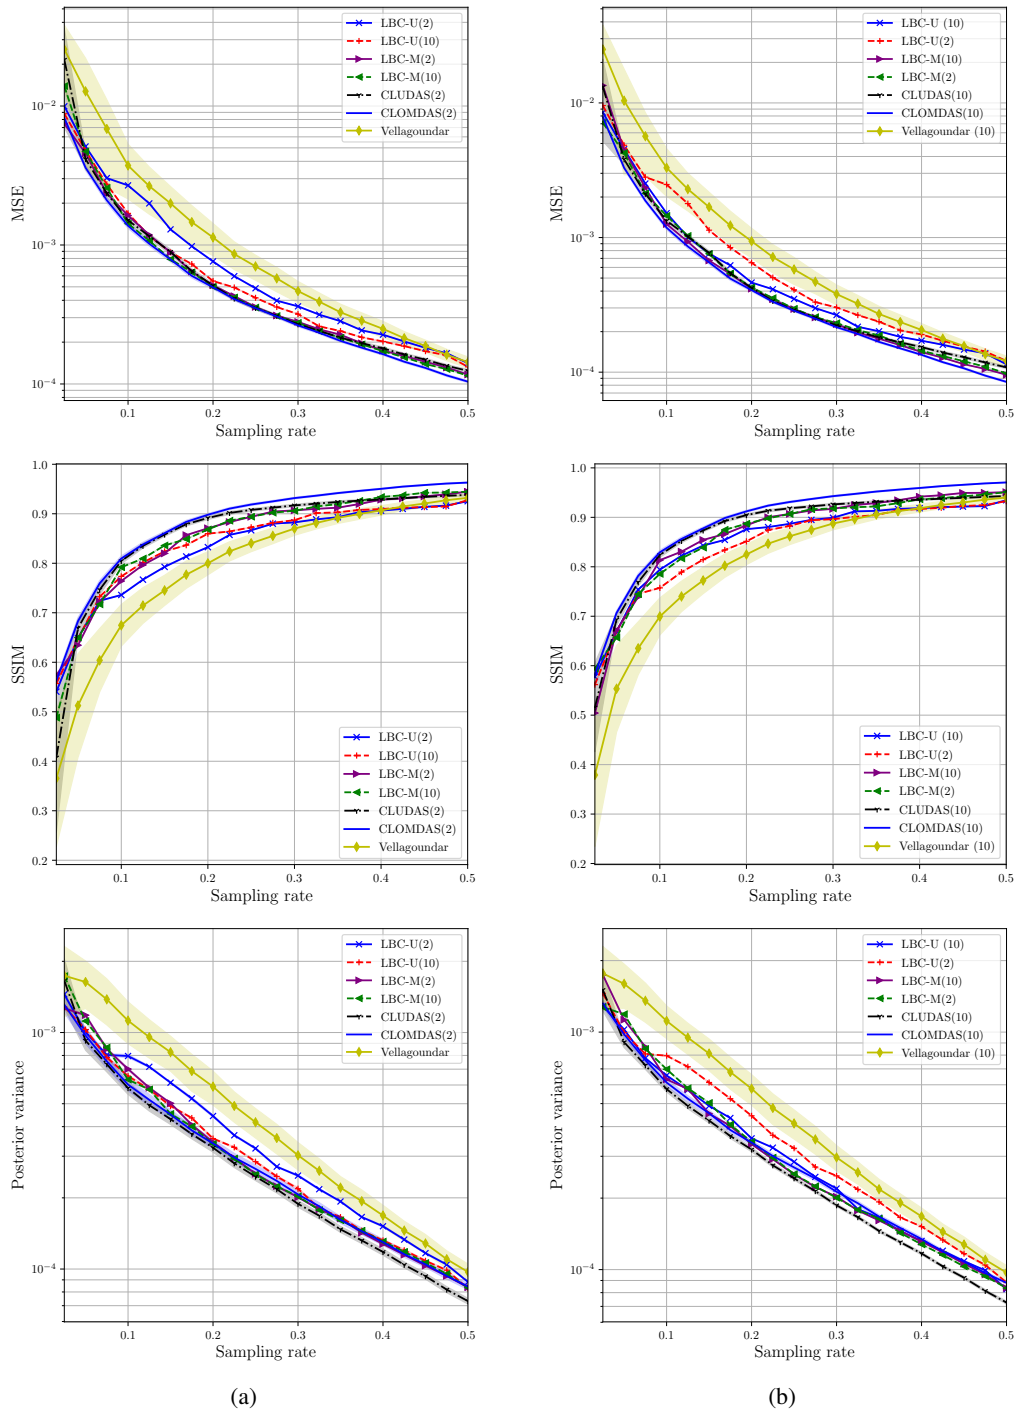 LBC-U(2)
LBC-U(10)
LBC-M(2)
LBC-M(10)
CLUDAS(2)
CLOMDAS(2)
Vellagoundar
MSE
10⁻²
10⁻³
10⁻⁴
0.1 0.2 0.3 0.4 0.5
Sampling rate
LBC-U (10)
LBC-U(2)
LBC-M(10)
LBC-M(2)
CLUDAS(10)
CLOMDAS(10)
Vellagoundar (10)
MSE
10⁻²
10⁻³
10⁻⁴
0.1 0.2 0.3 0.4 0.5
Sampling rate
1.0
0.9
0.8
0.7
0.6
0.5
0.4
0.3
0.2
SSIM
LBC-U(2)
LBC-U(10)
LBC-M(2)
LBC-M(10)
CLUDAS(2)
CLOMDAS(2)
Vellagoundar
0.1 0.2 0.3 0.4 0.5
Sampling rate
1.0
0.9
0.8
0.7
0.6
0.5
0.4
0.3
0.2
SSIM
LBC-U (10)
LBC-U(2)
LBC-M(10)
LBC-M(2)
CLUDAS(10)
CLOMDAS(10)
Vellagoundar (10)
0.1 0.2 0.3 0.4 0.5
Sampling rate
LBC-U(2)
LBC-U(10)
LBC-M(2)
LBC-M(10)
CLUDAS(2)
CLOMDAS(2)
Vellagoundar
Posterior variance
10⁻³
10⁻⁴
0.1 0.2 0.3 0.4 0.5
Sampling rate
(a)
LBC-U (10)
LBC-U(2)
LBC-M(10)
LBC-M(2)
CLUDAS(10)
CLOMDAS(10)
Vellagoundar (10)
Posterior variance
10⁻³
10⁻⁴
0.1 0.2 0.3 0.4 0.5
Sampling rate
(b)